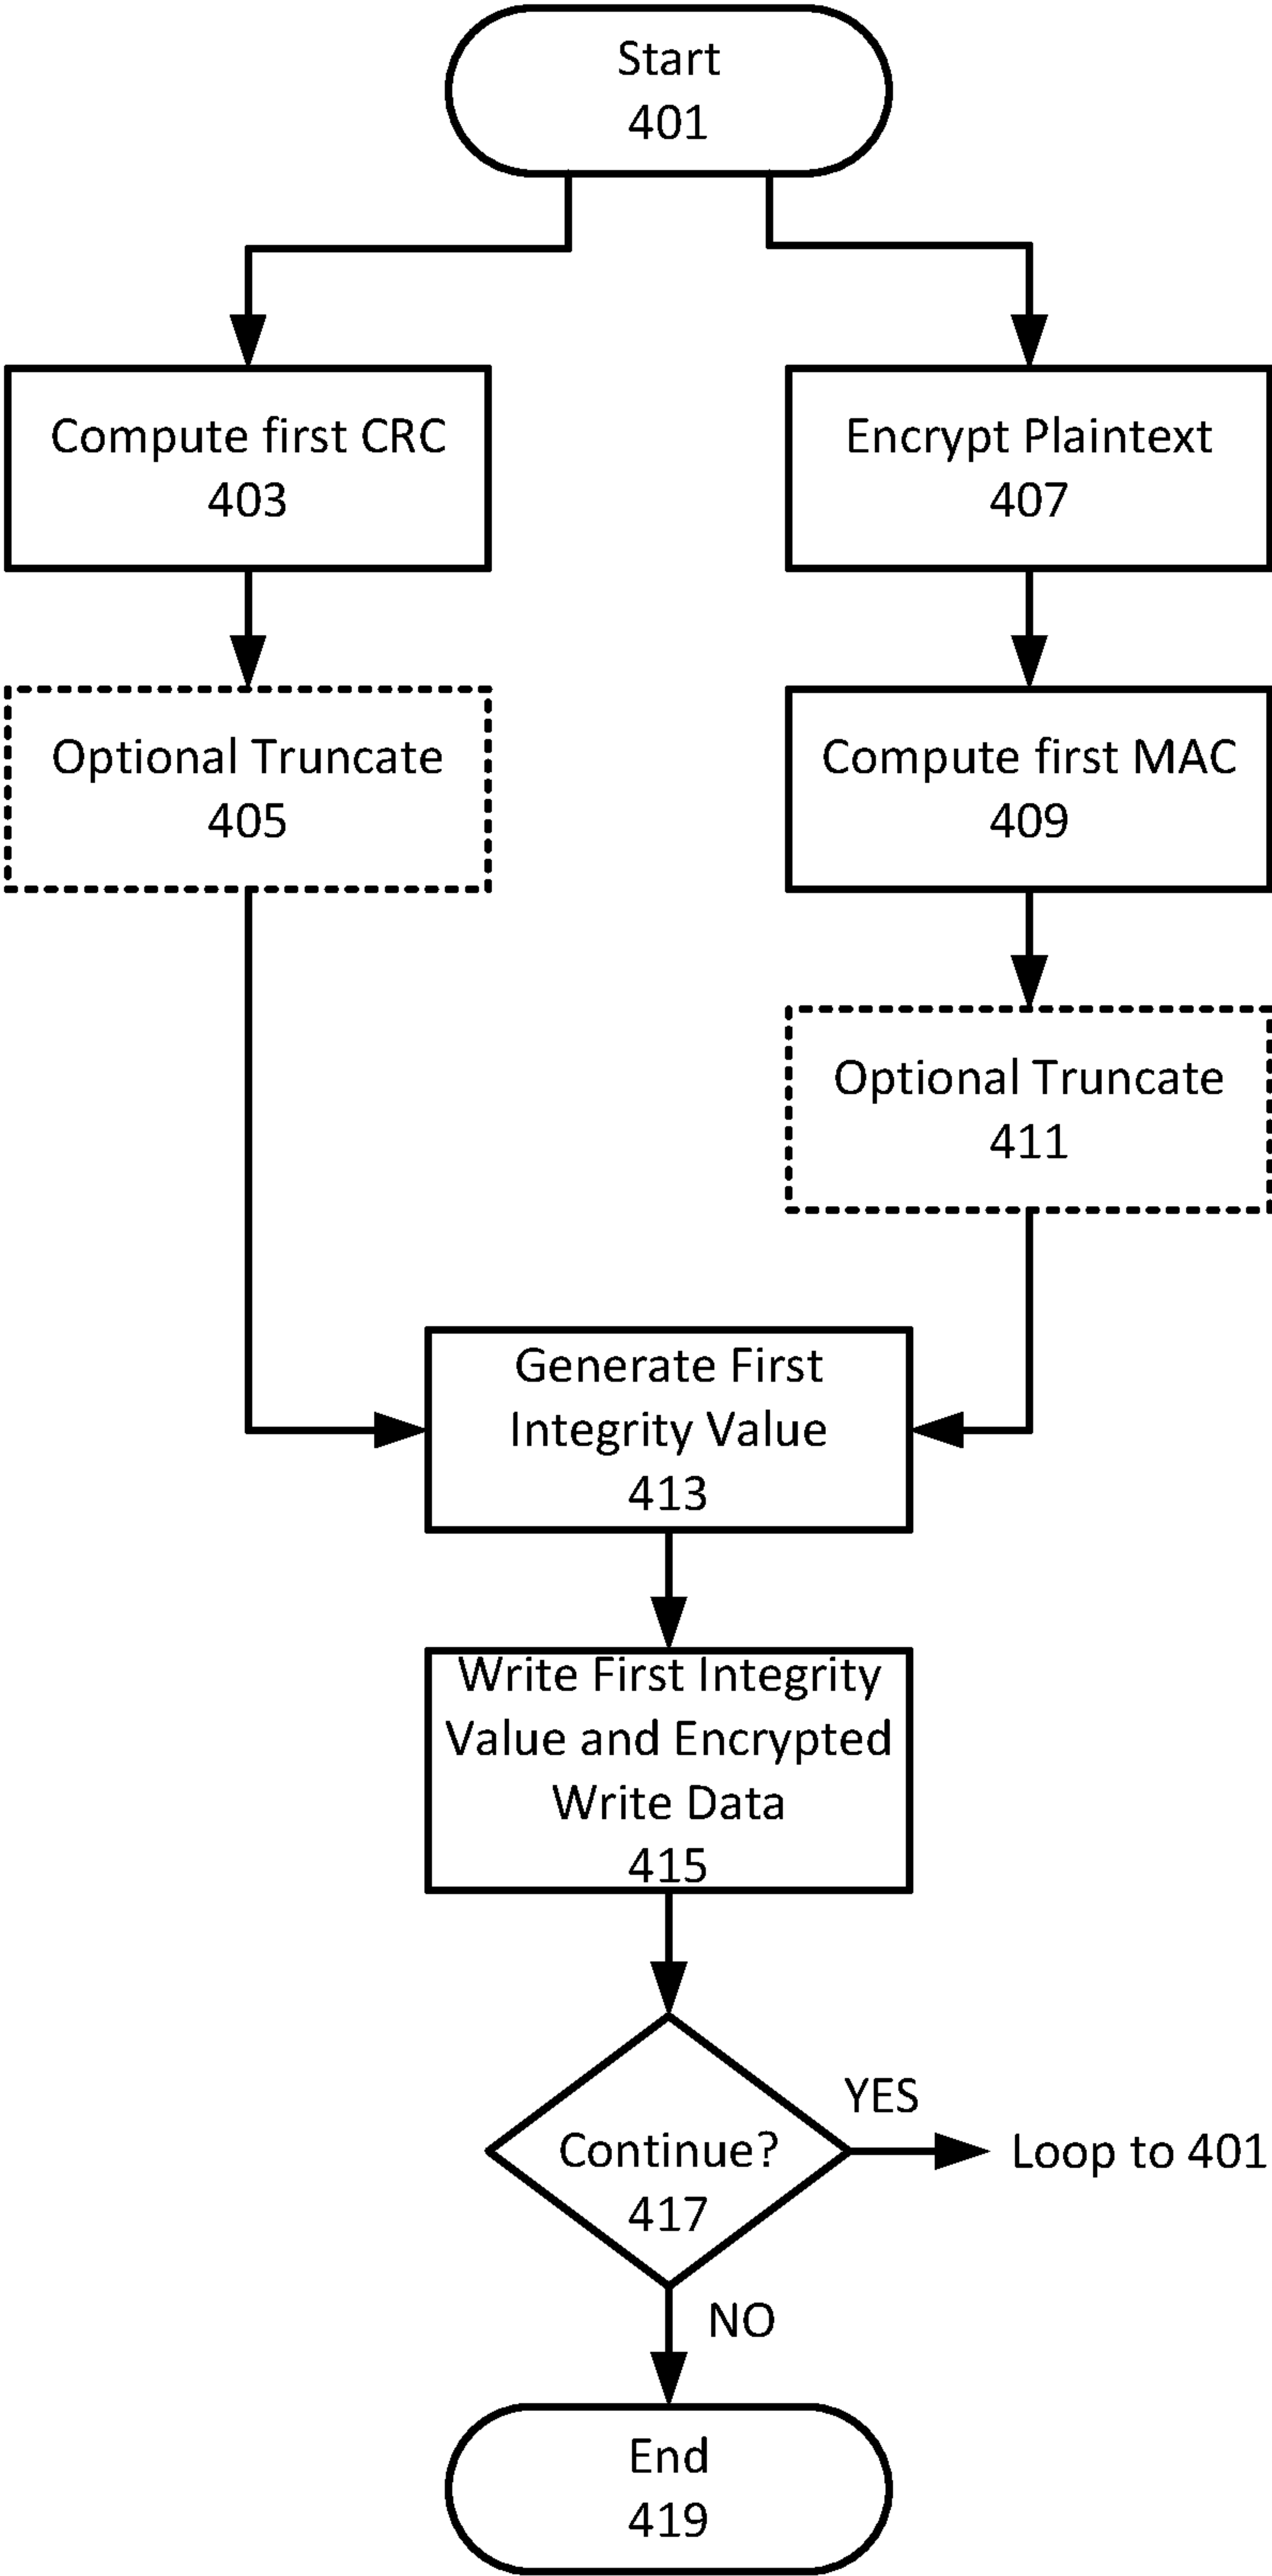 Start
401
Compute first CRC
403
Encrypt Plaintext
407
Optional Truncate
405
Compute first MAC
409
Optional Truncate
411
Generate First
Integrity Value
413
Write First Integrity
Value and Encrypted
Write Data
415
YES
Continue?
417
Loop to 401
NO
End
419